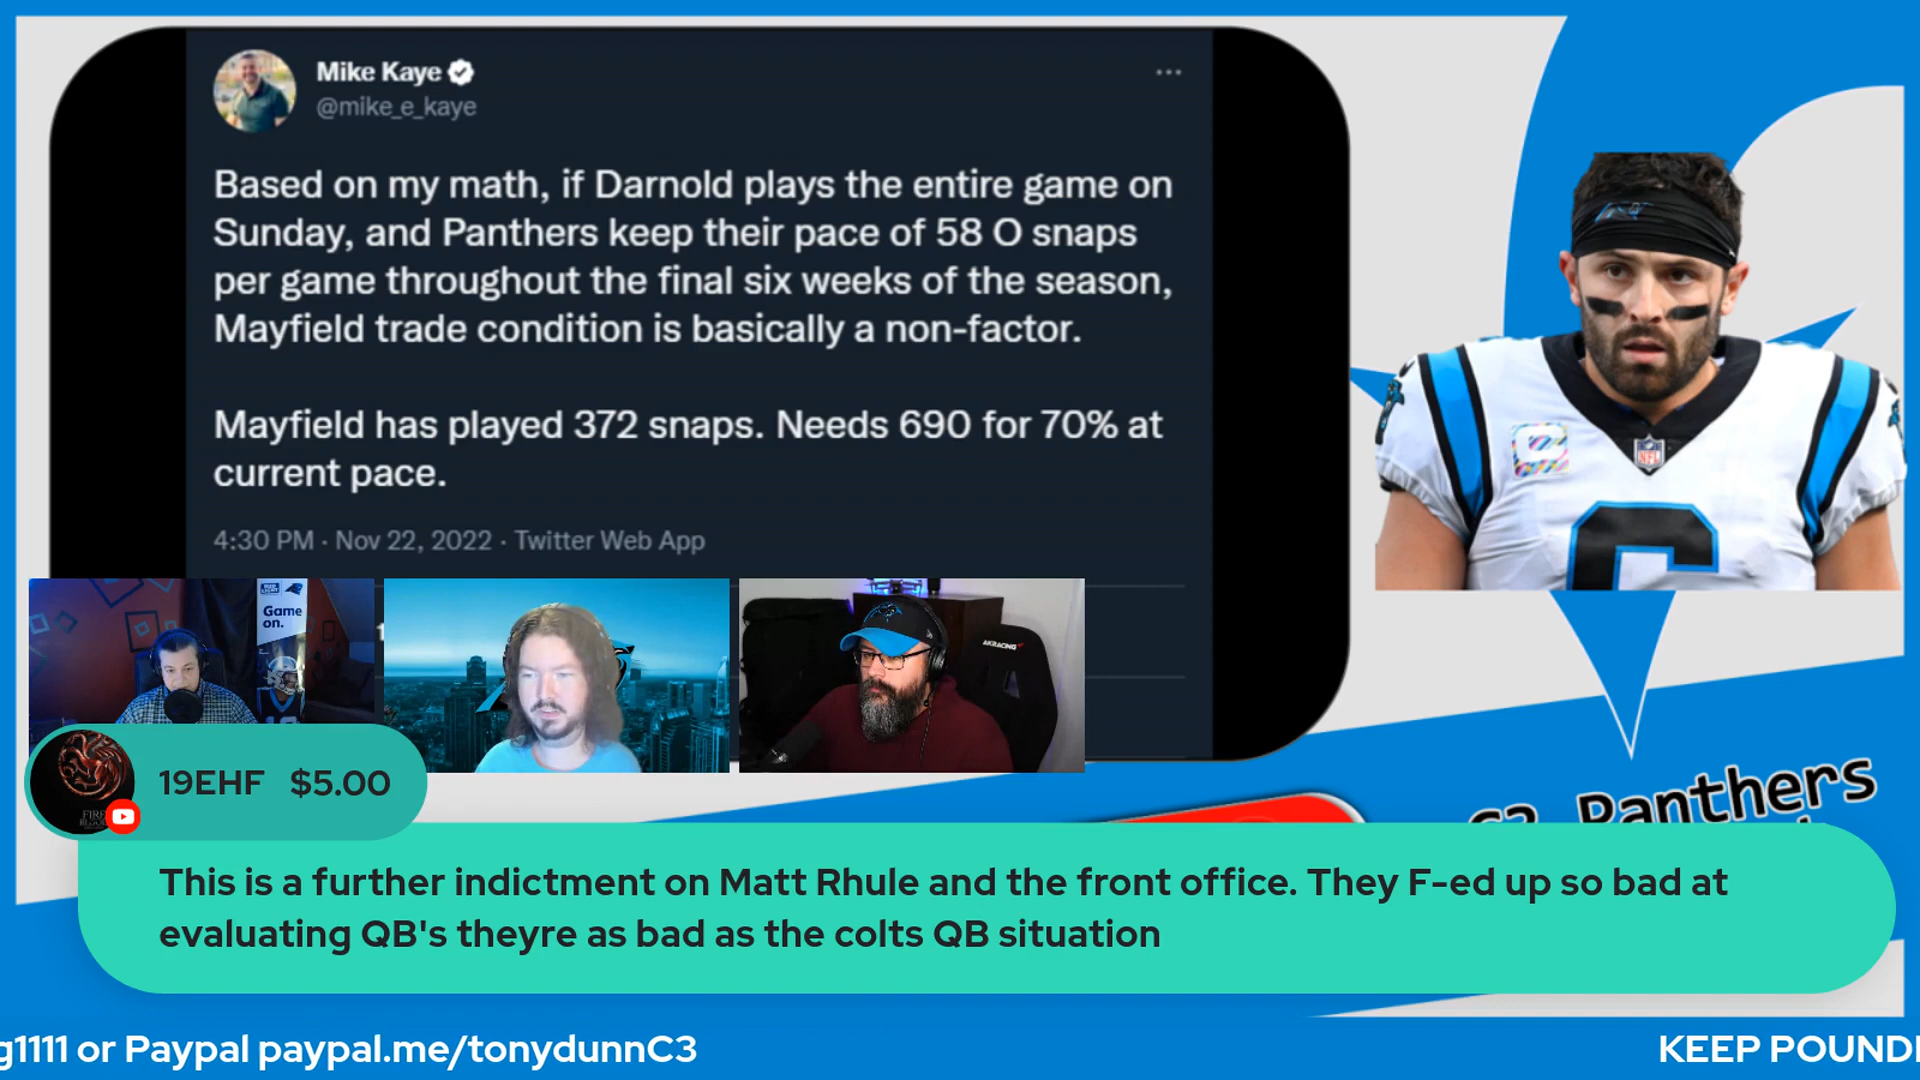 Mike Kaye
@mike_e_kaye
Based on my math, if Darnold plays the entire game on
Sunday, and Panthers keep their pace of 58 O snaps
per game throughout the final six weeks of the season,
Mayfield trade condition is basically a non-factor.
Mayfield has played 372 snaps. Needs 690 for 70% at
current pace.
4:30 PM · Nov 22, 2022 · Twitter Web App
Game
on.
AKRACING
NFL
C
19EHF $5.00
C3 Panthers
This is a further indictment on Matt Rhule and the front office. They F-ed up so bad at
evaluating QB's theyre as bad as the colts QB situation
g1111 or Paypal paypal.me/tonydunnC3
KEEP POUND